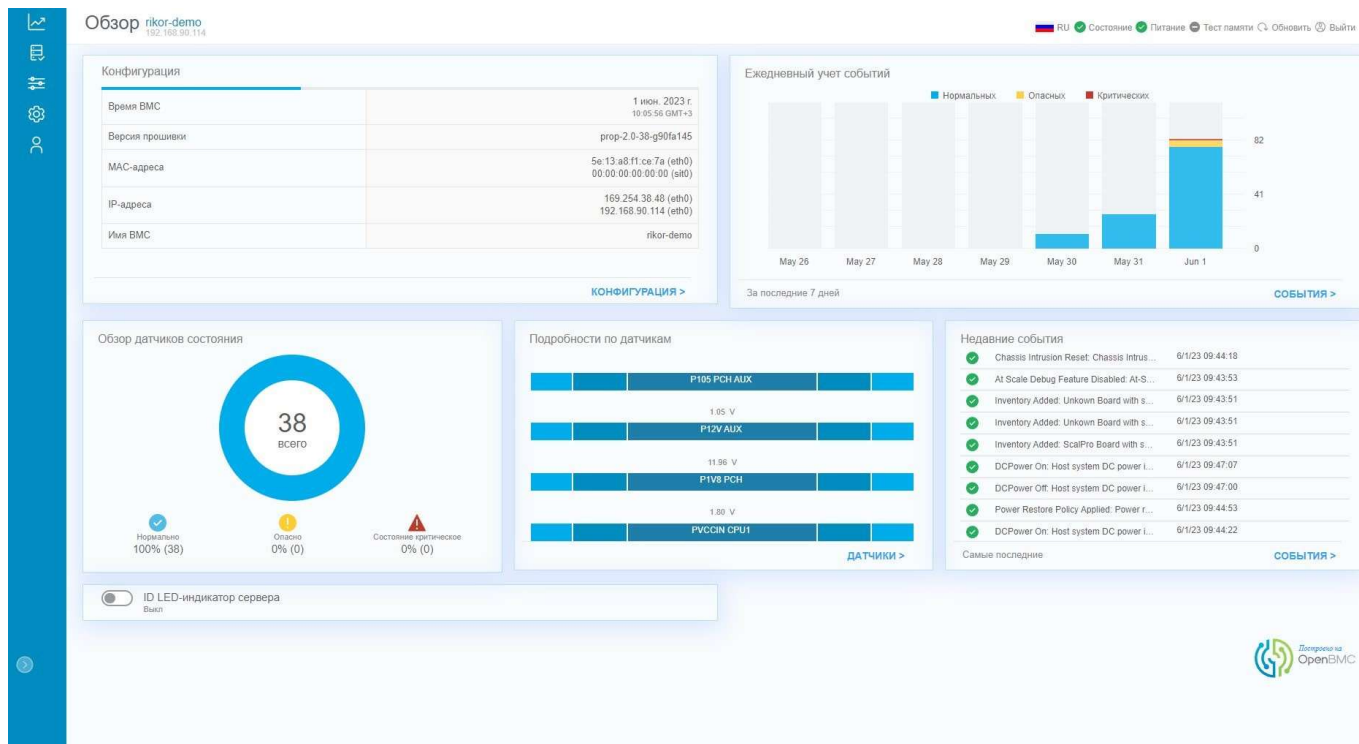 Обзор rikor-demo
192.168.90.114
RU Состояние Питание Тест памяти Обновить Выйти
Конфигурация
Время BMC
1 июн. 2023 г.
10:05:56 GMT+3
Версия прошивки
prop-2.0-38-g90fa145
MAC-адреса
5e:13:a8:f1:ce:7a (eth0)
00:00:00:00:00:00 (sit0)
IP-адреса
169.254.38.48 (eth0)
192.168.90.114 (eth0)
Имя BMC
rikor-demo
КОНФИГУРАЦИЯ >
Ежедневный учет событий
Нормальных Опасных Критических
82
41
0
May 26 May 27 May 28 May 29 May 30 May 31 Jun 1
За последние 7 дней
СОБЫТИЯ >
Обзор датчиков состояния
38
всего
Нормально
100% (38)
Опасно
0% (0)
Состояние критическое
0% (0)
Подробности по датчикам
P105 PCH AUX
1.05 V
P12V AUX
11.96 V
P1V8 PCH
1.80 V
PVCCIN CPU1
ДАТЧИКИ >
Недавние события
Chassis Intrusion Reset: Chassis Intrus... 6/1/23 09:44:18
At Scale Debug Feature Disabled: At-S... 6/1/23 09:43:53
Inventory Added: Unkown Board with s... 6/1/23 09:43:51
Inventory Added: Unkown Board with s... 6/1/23 09:43:51
Inventory Added: ScalPro Board with s... 6/1/23 09:43:51
DCPower On: Host system DC power i... 6/1/23 09:47:07
DCPower Off: Host system DC power i... 6/1/23 09:47:00
Power Restore Policy Applied: Power r... 6/1/23 09:44:53
DCPower On: Host system DC power i... 6/1/23 09:44:22
Самые последние
СОБЫТИЯ >
ID LED-индикатор сервера
Выкл
Построено на
OpenBMC